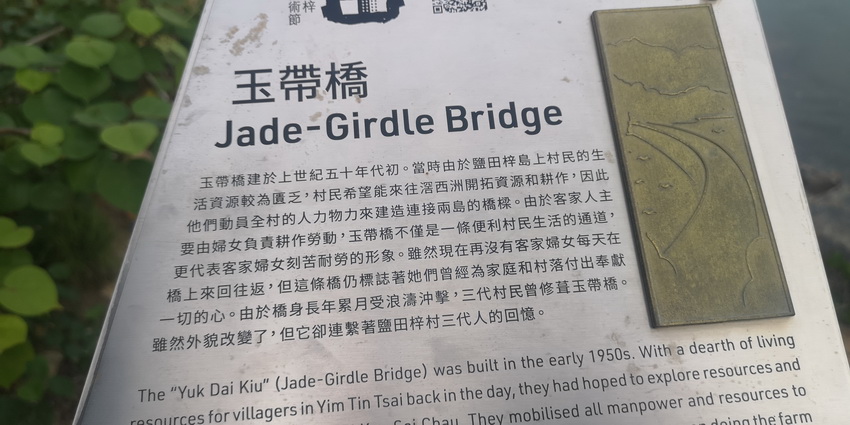 術梓
節
玉帶橋
Jade-Girdle Bridge
玉帶橋建於上世紀五十年代初。當時由於鹽田梓島上村民的生
活資源較為匱乏，村民希望能來往滘西洲開拓資源和耕作，因此
他們動員全村的人力物力來建造連接兩島的橋樑。由於客家人主
要由婦女負責耕作勞動，玉帶橋不僅是一條便利村民生活的通道，
更代表客家婦女刻苦耐勞的形象。雖然現在再沒有客家婦女每天在
橋上來回往返，但這條橋仍標誌著她們曾經為家庭和村落付出奉獻
一切的心。由於橋身長年累月受浪濤沖擊，三代村民曾修葺玉帶橋。
雖然外貌改變了，但它卻連繫著鹽田梓村三代人的回憶。
The “Yuk Dai Kiu” (Jade-Girdle Bridge) was built in the early 1950s. With a dearth of living
resources for villagers in Yim Tin Tsai back in the day, they had hoped to explore resources and
Sai Chau. They mobilised all manpower and resources to
doing the farm